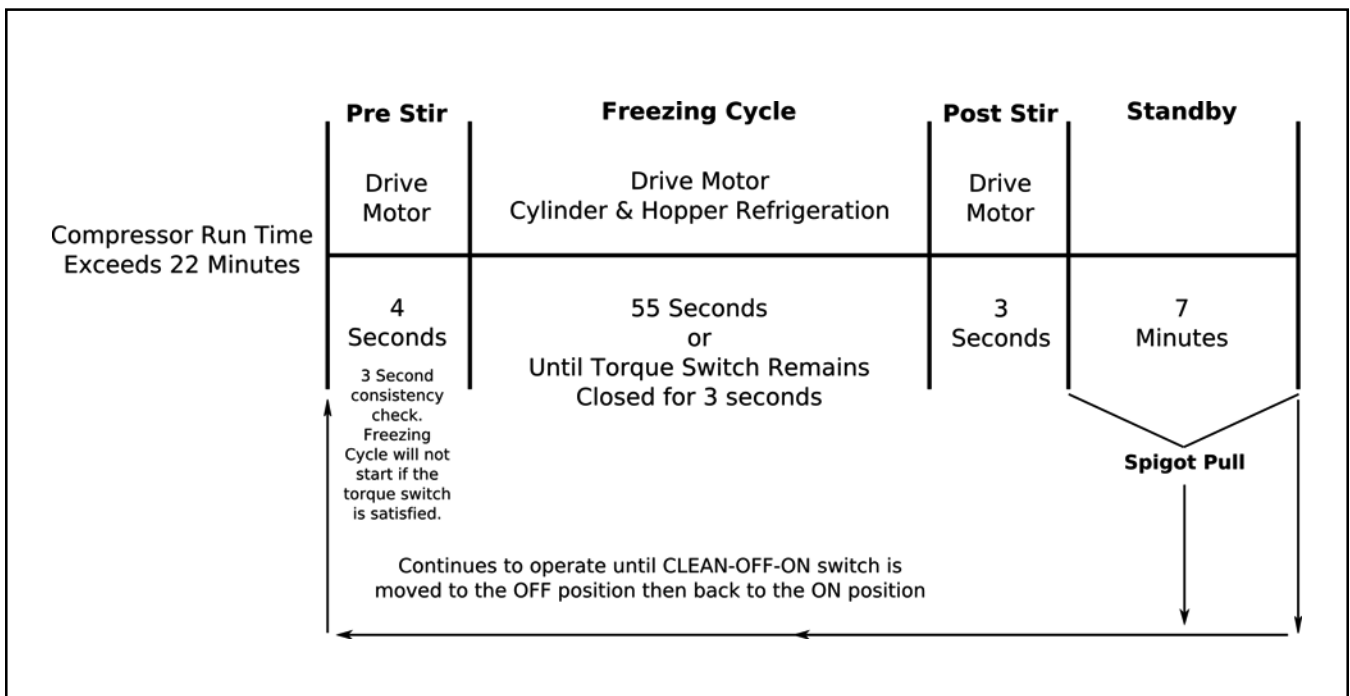 Pre Stir
Freezing Cycle
Post Stir
Standby
Drive
Motor
Drive Motor
Cylinder & Hopper Refrigeration
Drive
Motor
Compressor Run Time
Exceeds 22 Minutes
4
Seconds
3 Second
consistency
check.
Freezing
Cycle will not
start if the
torque switch
is satisfied.
55 Seconds
or
Until Torque Switch Remains
Closed for 3 seconds
3
Seconds
7
Minutes
Spigot Pull
Continues to operate until CLEAN-OFF-ON switch is
moved to the OFF position then back to the ON position